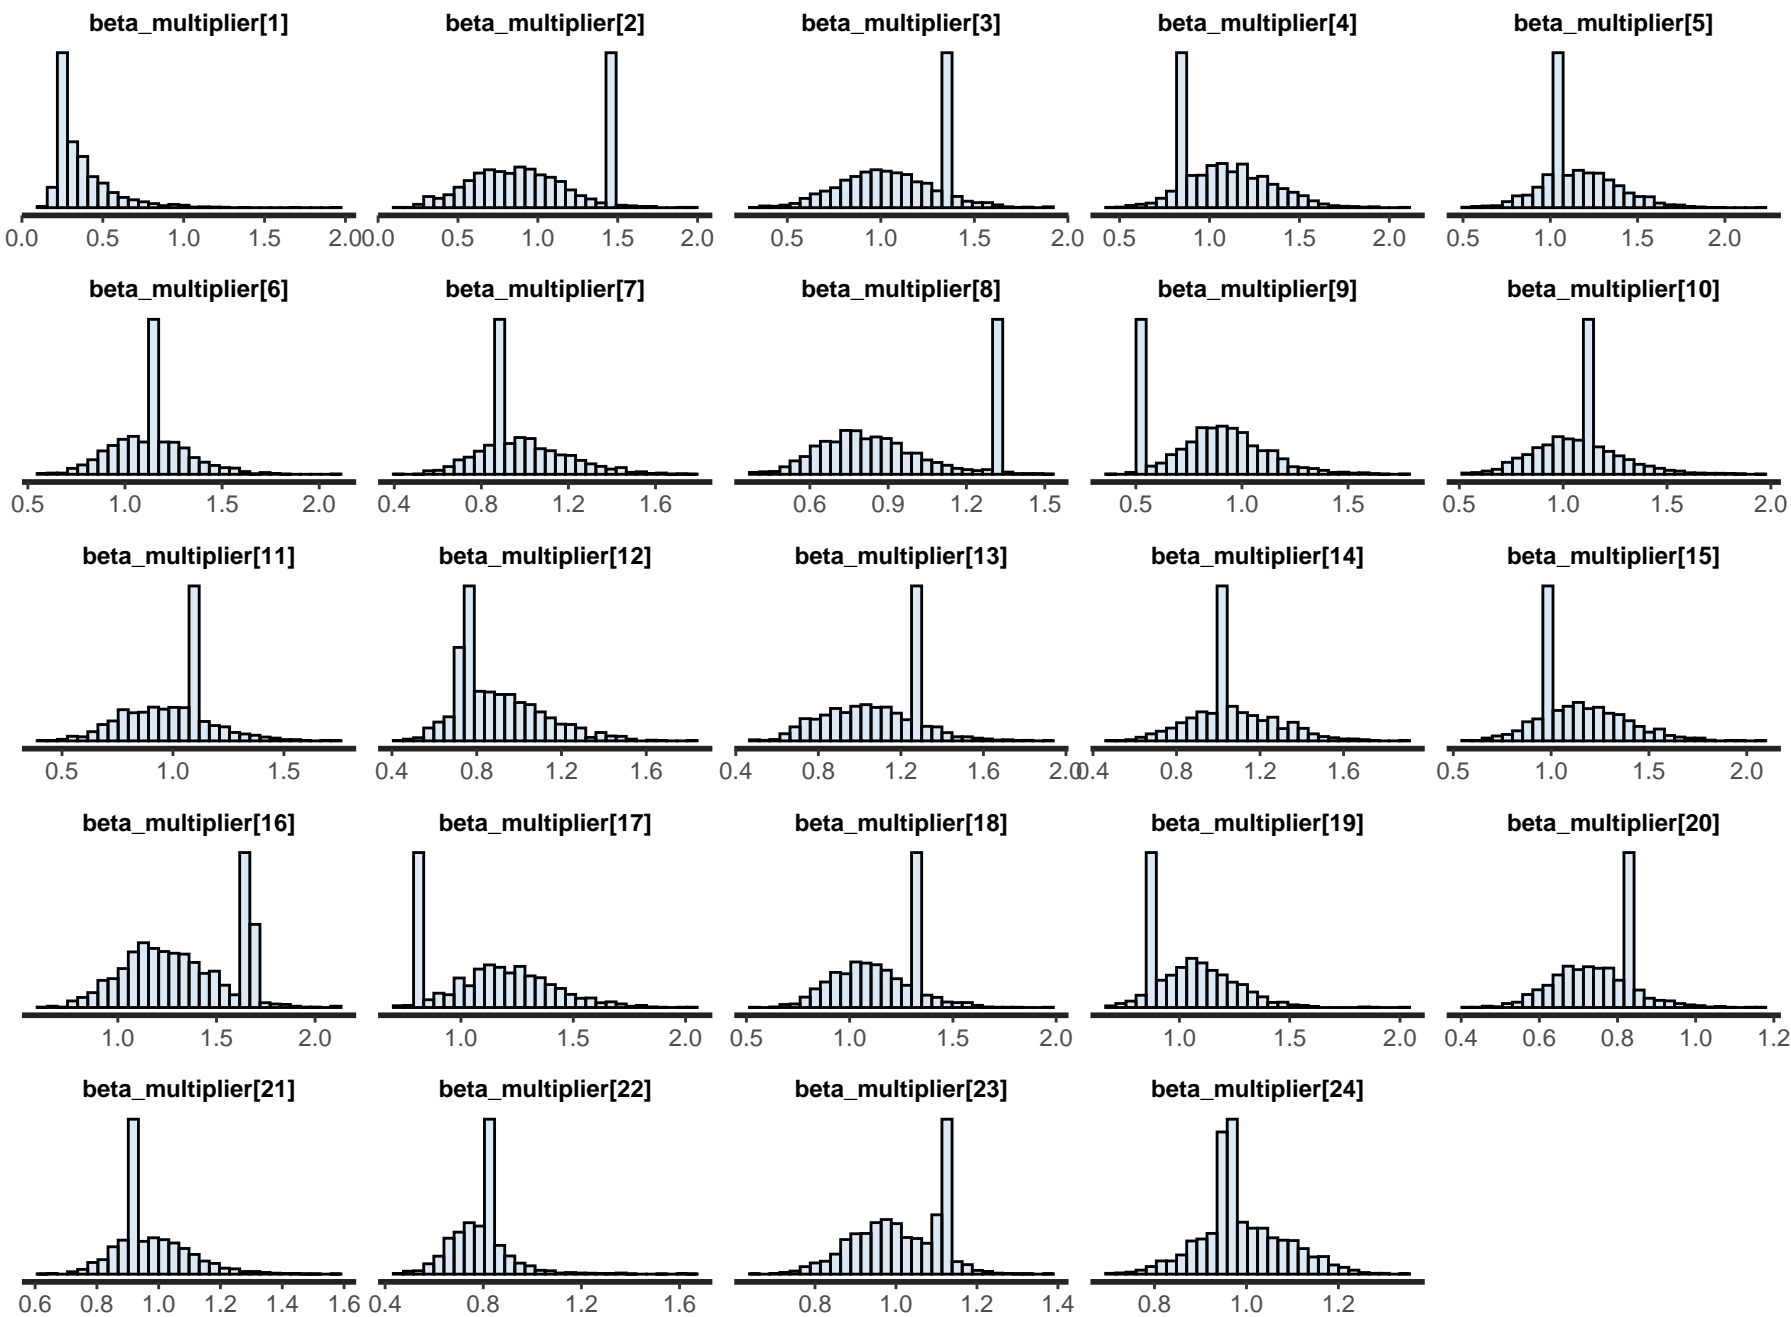 beta_multiplier[1] beta_multiplier[2] beta_multiplier[3] beta_multiplier[4] beta_multiplier[5]
0.0 0.5 1.0 1.5 2.0 0.0 0.5 1.0 1.5 2.0 0.5 1.0 1.5 2.0 0.5 1.0 1.5 2.0 0.5 1.0 1.5 2.0
beta_multiplier[6] beta_multiplier[7] beta_multiplier[8] beta_multiplier[9] beta_multiplier[10]
0.5 1.0 1.5 2.0 0.4 0.8 1.2 1.6 0.6 0.9 1.2 1.5 0.5 1.0 1.5 0.5 1.0 1.5 2.0
beta_multiplier[11] beta_multiplier[12] beta_multiplier[13] beta_multiplier[14] beta_multiplier[15]
0.5 1.0 1.5 0.4 0.8 1.2 1.6 0.4 0.8 1.2 1.6 2.0 0.4 0.8 1.2 1.6 0.5 1.0 1.5 2.0
beta_multiplier[16] beta_multiplier[17] beta_multiplier[18] beta_multiplier[19] beta_multiplier[20]
1.0 1.5 2.0 1.0 1.5 2.0 0.5 1.0 1.5 2.0 1.0 1.5 2.0 0.4 0.6 0.8 1.0 1.2
beta_multiplier[21] beta_multiplier[22] beta_multiplier[23] beta_multiplier[24]
0.6 0.8 1.0 1.2 1.4 1.6 0.4 0.8 1.2 1.6 0.8 1.0 1.2 1.4 0.8 1.0 1.2